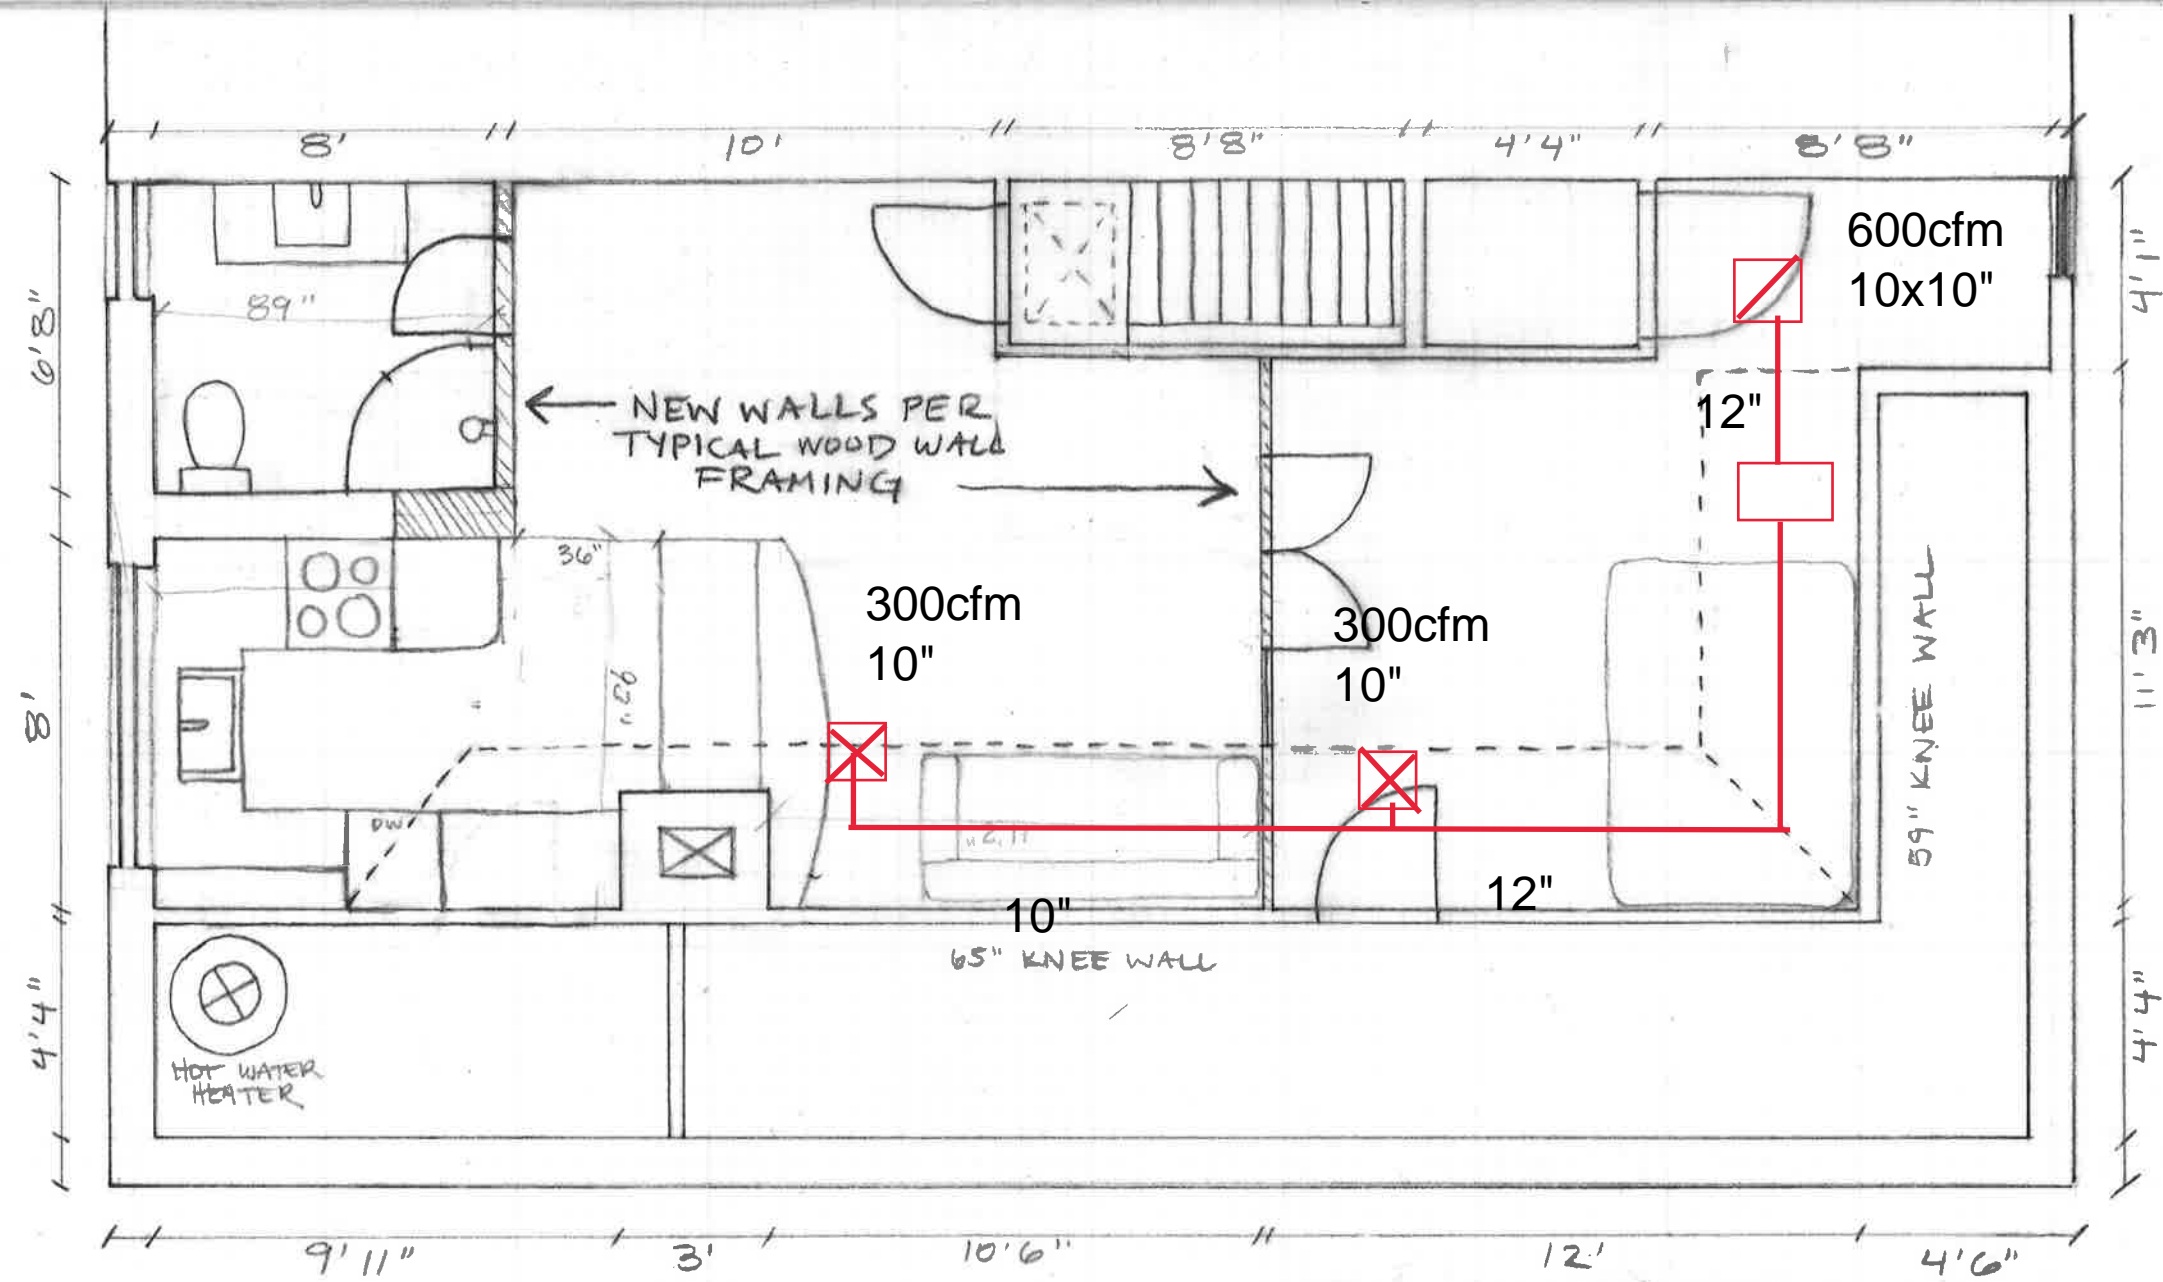 8'
10'
8'8"
4'4"
8'8"
600cfm
10x10"
4'1"
6'8"
89"
12"
NEW WALLS PER
TYPICAL WOOD WALL
FRAMING
36"
300cfm
10"
300cfm
10"
93"
8'
59" KNEE WALL
11'3"
DW
10"
12"
65" KNEE WALL
4'4"
4'4"
HOT WATER
HEATER
9'11"
3'
10'6"
12'
4'6"